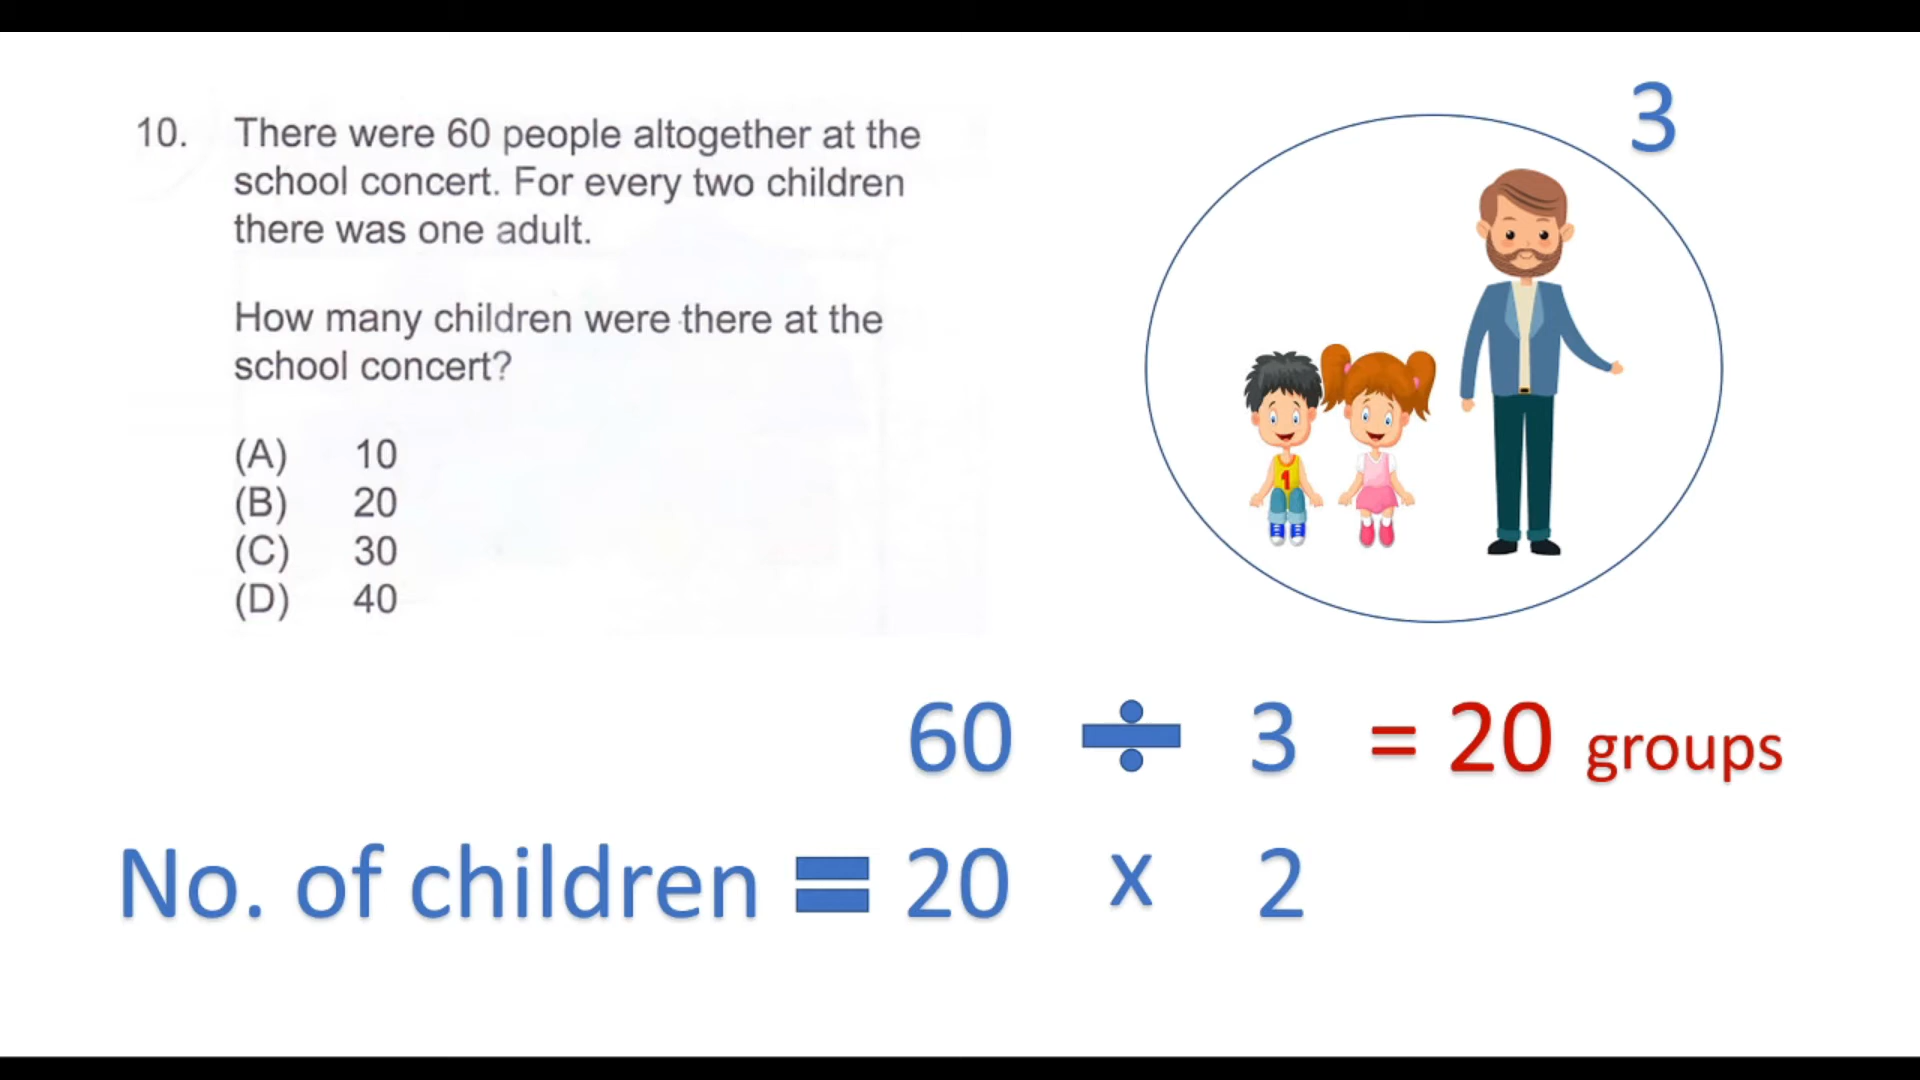 10. There were 60 people altogether at the
school concert. For every two children
there was one adult.
How many children were there at the
school concert?
(A) 10
(B) 20
(C) 30
(D) 40
3
1
60 ÷ 3 = 20 groups
No. of children = 20 x 2